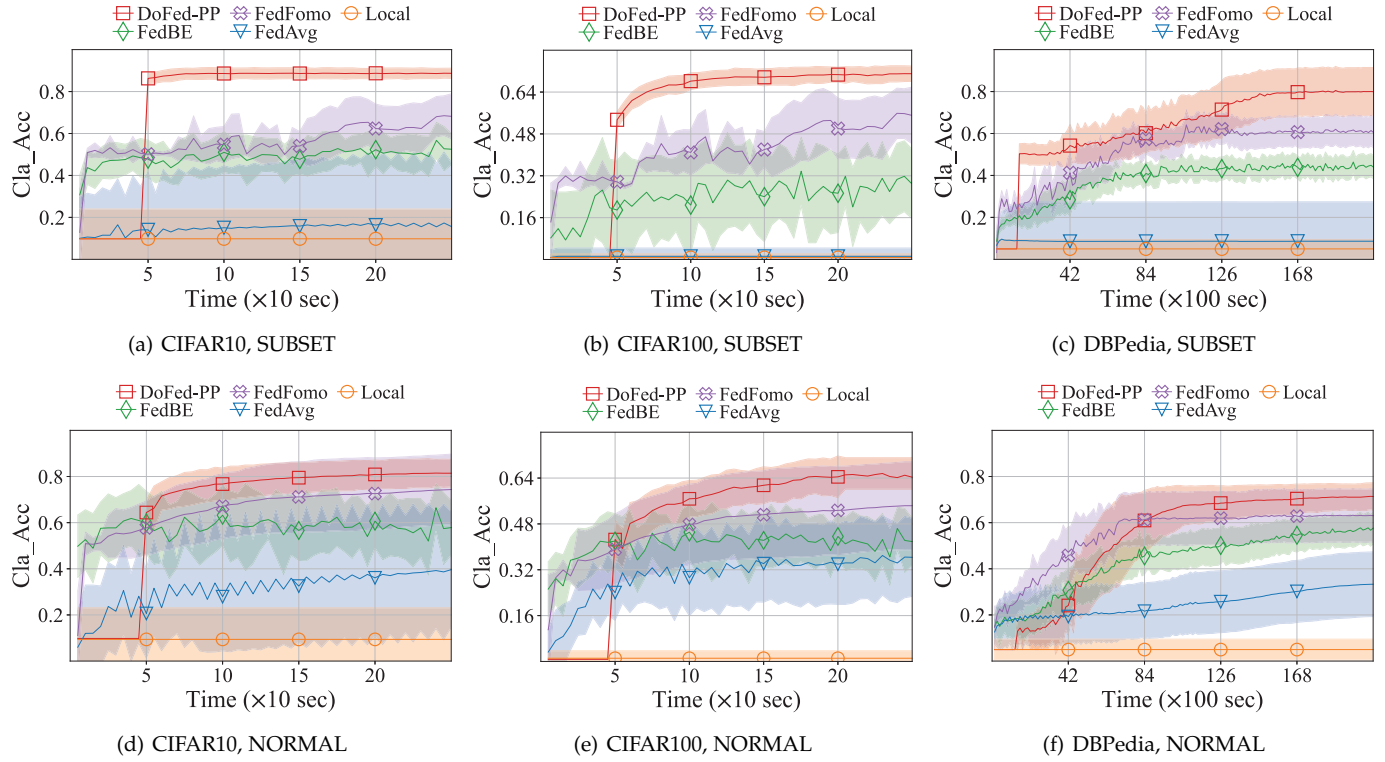 DoFed-PP FedFomo Local
FedBE FedAvg
Cla_Acc
0.8
0.6
0.4
0.2
5 10 15 20
Time (×10 sec)
(a) CIFAR10, SUBSET
DoFed-PP FedFomo Local
FedBE FedAvg
Cla_Acc
0.64
0.48
0.32
0.16
5 10 15 20
Time (×10 sec)
(b) CIFAR100, SUBSET
DoFed-PP FedFomo Local
FedBE FedAvg
Cla_Acc
0.8
0.6
0.4
0.2
42 84 126 168
Time (×100 sec)
(c) DBPedia, SUBSET
DoFed-PP FedFomo Local
FedBE FedAvg
Cla_Acc
0.8
0.6
0.4
0.2
5 10 15 20
Time (×10 sec)
(d) CIFAR10, NORMAL
DoFed-PP FedFomo Local
FedBE FedAvg
Cla_Acc
0.64
0.48
0.32
0.16
5 10 15 20
Time (×10 sec)
(e) CIFAR100, NORMAL
DoFed-PP FedFomo Local
FedBE FedAvg
Cla_Acc
0.8
0.6
0.4
0.2
42 84 126 168
Time (×100 sec)
(f) DBPedia, NORMAL